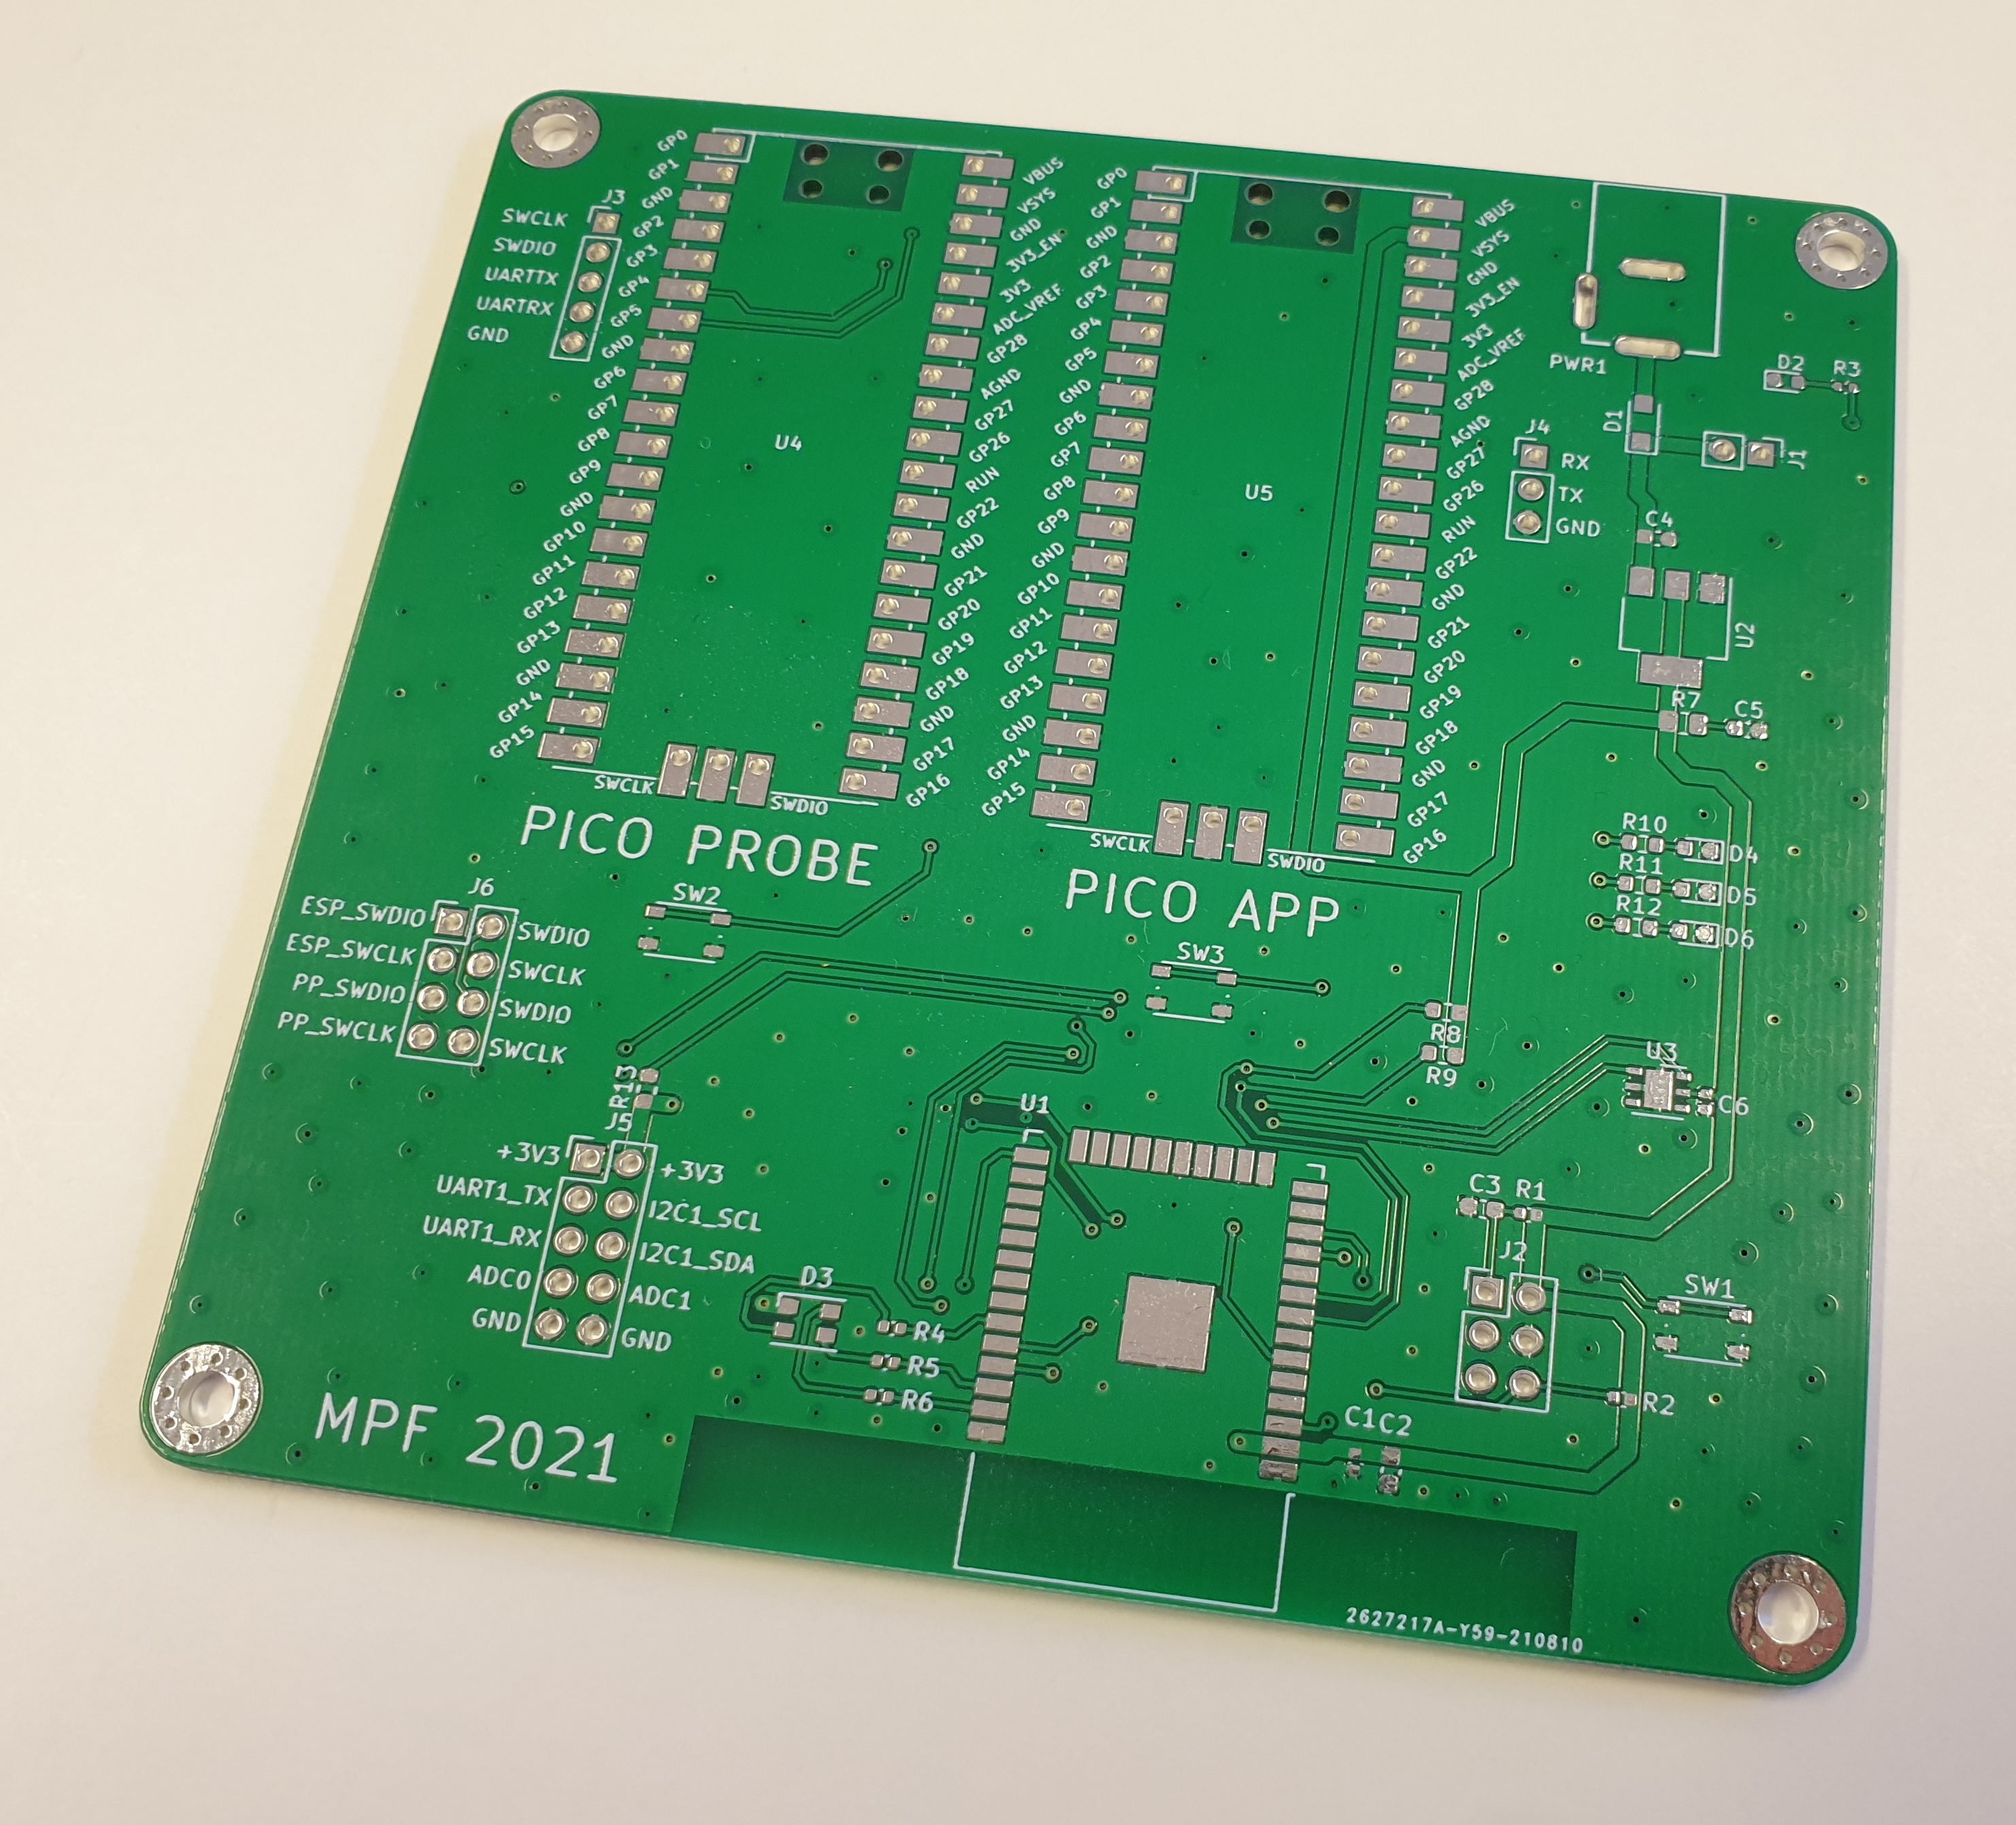 J3
SWCLK
SWDIO
UARTTX
UARTRX
GND
GP0
GP1
GND
GP2
GP3
GP4
GP5
GND
GP6
GP7
GP8
GP9
GND
GP10
GP11
GP12
GP13
GND
GP14
GP15
U4
VBUS
VSYS
GND
3V3_EN
3V3
ADC_VREF
GP28
AGND
GP27
GP26
RUN
GP22
GND
GP21
GP20
GP19
GP18
GND
GP17
GP16
SWCLK
SWDIO
PICO PROBE
GP0
GP1
GND
GP2
GP3
GP4
GP5
GND
GP6
GP7
GP8
GP9
GND
GP10
GP11
GP12
GP13
GND
GP14
GP15
U5
VBUS
VSYS
GND
3V3_EN
3V3
ADC_VREF
GP28
AGND
GP27
GP26
RUN
GP22
GND
GP21
GP20
GP19
GP18
GND
GP17
GP16
SWCLK
SWDIO
PICO APP
PWR1
D2
R3
D1
J1
J4
RX
TX
GND
C4
U2
R7
C5
R10
D4
R11
D5
R12
D6
SW2
SW3
J6
ESP_SWDIO
SWDIO
ESP_SWCLK
SWCLK
PP_SWDIO
SWDIO
PP_SWCLK
SWCLK
R8
R9
U3
C6
R13
J5
+3V3
+3V3
UART1_TX
I2C1_SCL
UART1_RX
I2C1_SDA
ADC0
ADC1
GND
GND
U1
C3
R1
J2
SW1
D3
R4
R5
R6
R2
C1
C2
MPF 2021
2627217A-Y59-210810